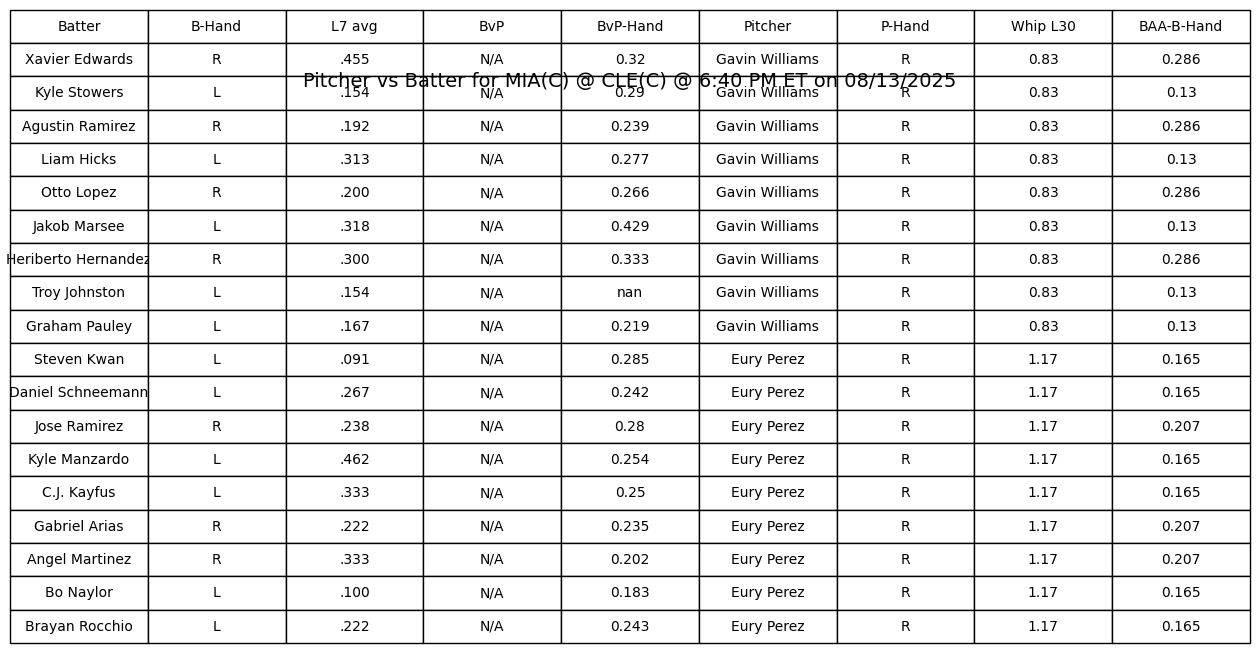 Batter B-Hand L7 avg BvP BvP-Hand Pitcher P-Hand Whip L30 BAA-B-Hand
Xavier Edwards R .455 N/A 0.32 Gavin Williams R 0.83 0.286
Pitcher vs Batter for MIA(C) @ CLE(C) @ 6:40 PM ET on 08/13/2025
Kyle Stowers L .154 N/A 0.29 Gavin Williams R 0.83 0.13
Agustin Ramirez R .192 N/A 0.239 Gavin Williams R 0.83 0.286
Liam Hicks L .313 N/A 0.277 Gavin Williams R 0.83 0.13
Otto Lopez R .200 N/A 0.266 Gavin Williams R 0.83 0.286
Jakob Marsee L .318 N/A 0.429 Gavin Williams R 0.83 0.13
Heriberto Hernandez R .300 N/A 0.333 Gavin Williams R 0.83 0.286
Troy Johnston L .154 N/A nan Gavin Williams R 0.83 0.13
Graham Pauley L .167 N/A 0.219 Gavin Williams R 0.83 0.13
Steven Kwan L .091 N/A 0.285 Eury Perez R 1.17 0.165
Daniel Schneemann L .267 N/A 0.242 Eury Perez R 1.17 0.165
Jose Ramirez R .238 N/A 0.28 Eury Perez R 1.17 0.207
Kyle Manzardo L .462 N/A 0.254 Eury Perez R 1.17 0.165
C.J. Kayfus L .333 N/A 0.25 Eury Perez R 1.17 0.165
Gabriel Arias R .222 N/A 0.235 Eury Perez R 1.17 0.207
Angel Martinez R .333 N/A 0.202 Eury Perez R 1.17 0.207
Bo Naylor L .100 N/A 0.183 Eury Perez R 1.17 0.165
Brayan Rocchio L .222 N/A 0.243 Eury Perez R 1.17 0.165